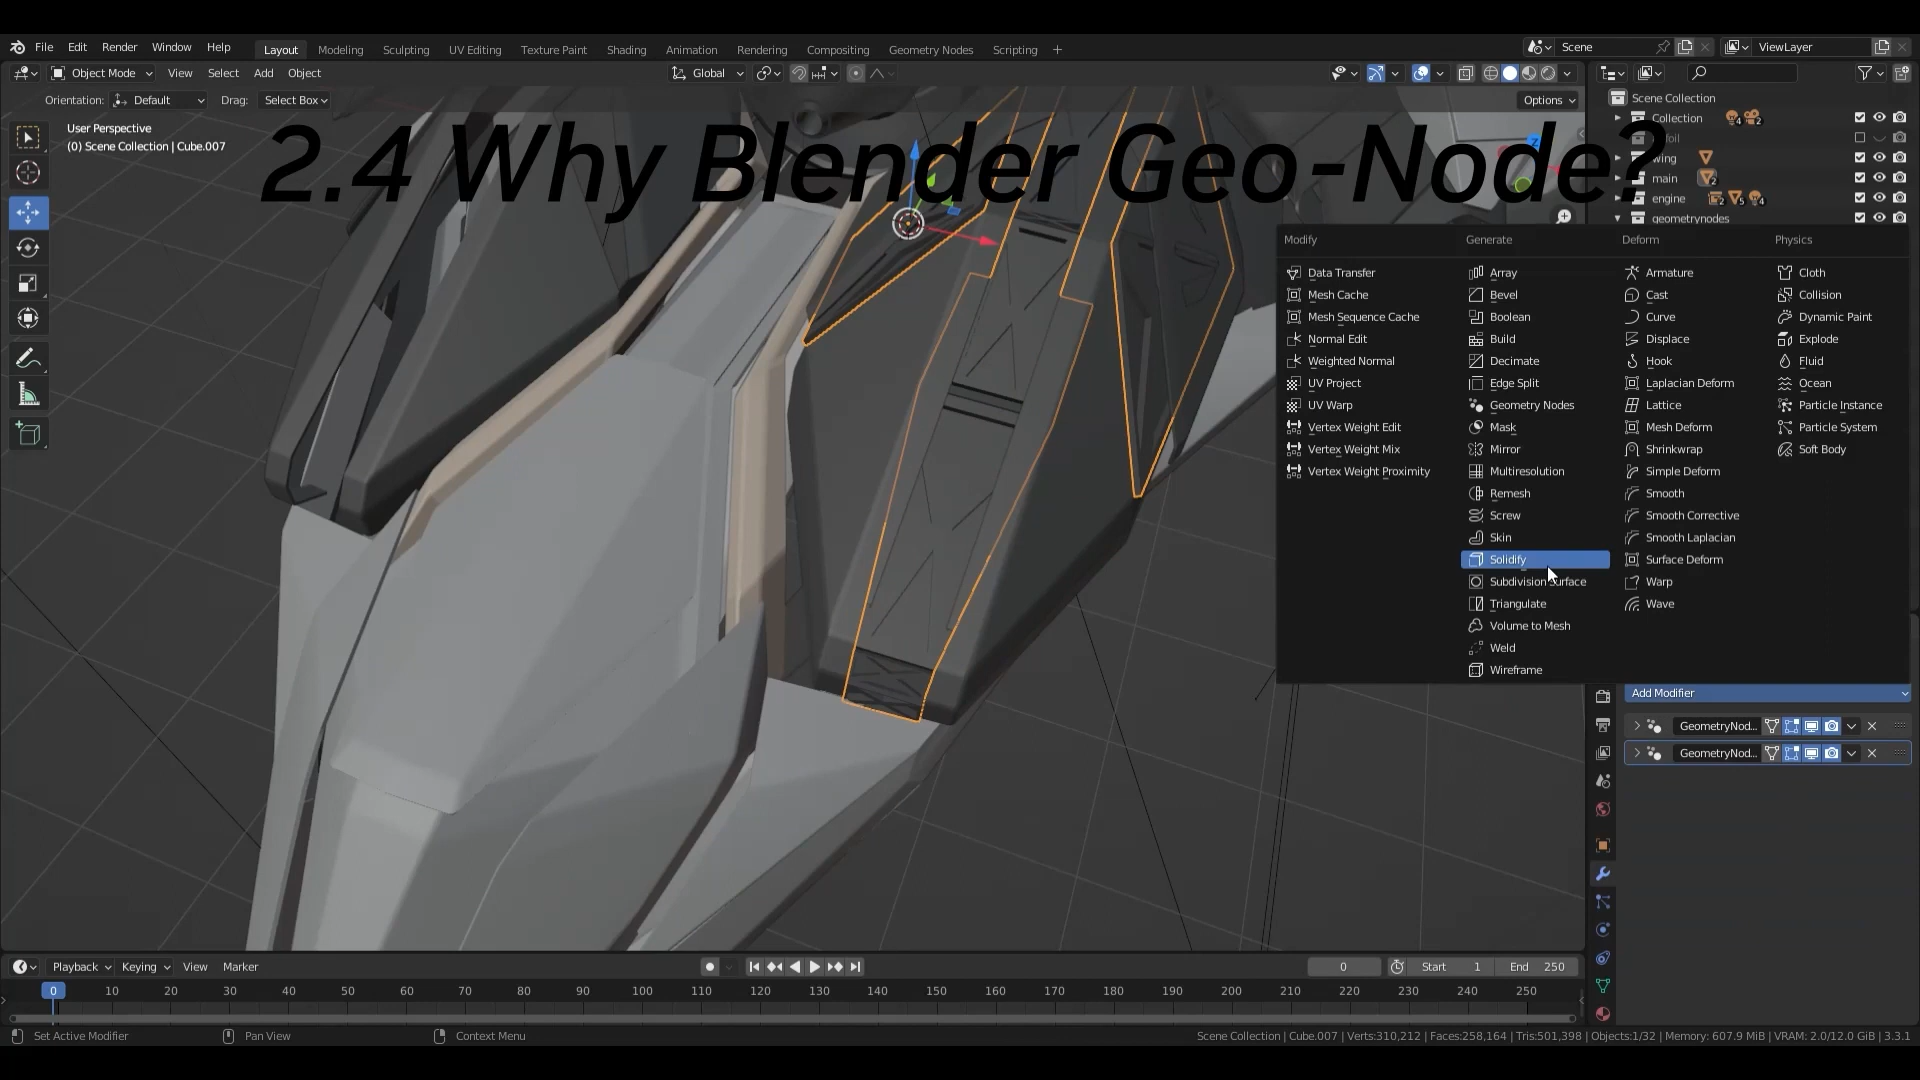 File Edit Render Window Help Layout Modeling Sculpting UV Editing Texture Paint Shading Animation Rendering Compositing Geometry Nodes Scripting + Scene ViewLayer
Object Mode View Select Add Object Global
Orientation: Default Drag: Select Box Options
User Perspective
(0) Scene Collection | Cube.007
2.4 Why Blender Geo-Node?
Scene Collection
Collection 4 2
wing
main 2
engine 2 5 4
geometrynodes
Modify Generate Deform Physics
Data Transfer Array Armature Cloth
Mesh Cache Bevel Cast Collision
Mesh Sequence Cache Boolean Curve Dynamic Paint
Normal Edit Build Displace Explode
Weighted Normal Decimate Hook Fluid
UV Project Edge Split Laplacian Deform Ocean
UV Warp Geometry Nodes Lattice Particle Instance
Vertex Weight Edit Mask Mesh Deform Particle System
Vertex Weight Mix Mirror Shrinkwrap Soft Body
Vertex Weight Proximity Multiresolution Simple Deform
Remesh Smooth
Screw Smooth Corrective
Skin Smooth Laplacian
Solidify Surface Deform
Subdivision Surface Warp
Triangulate Wave
Volume to Mesh
Weld
Wireframe
Add Modifier
GeometryNod...
GeometryNod...
Playback Keying View Marker 0 Start 1 End 250
0 10 20 30 40 50 60 70 80 90 100 110 120 130 140 150 160 170 180 190 200 210 220 230 240 250
Set Active Modifier Pan View Context Menu Scene Collection | Cube.007 | Verts:310,212 | Faces:258,164 | Tris:501,398 | Objects:1/32 | Memory: 607.9 MiB | VRAM: 2.0/12.0 GiB | 3.3.1